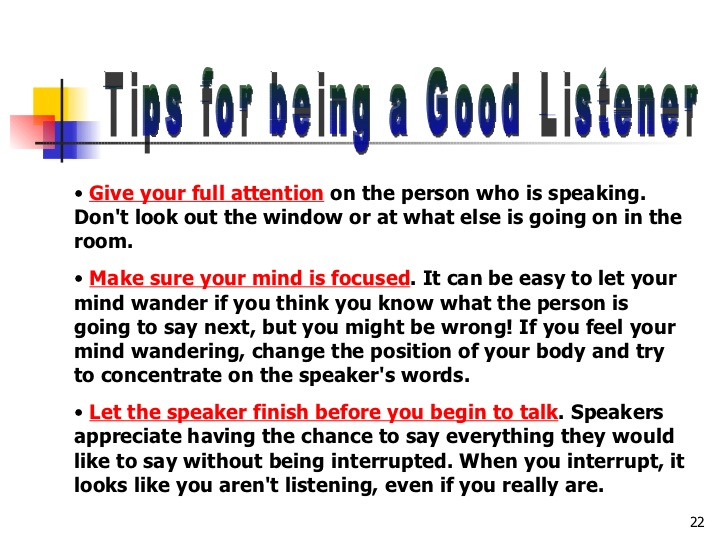 Tips for being a Good Listener
• Give your full attention on the person who is speaking.
Don't look out the window or at what else is going on in the
room.
• Make sure your mind is focused. It can be easy to let your
mind wander if you think you know what the person is
going to say next, but you might be wrong! If you feel your
mind wandering, change the position of your body and try
to concentrate on the speaker's words.
• Let the speaker finish before you begin to talk. Speakers
appreciate having the chance to say everything they would
like to say without being interrupted. When you interrupt, it
looks like you aren't listening, even if you really are.
22